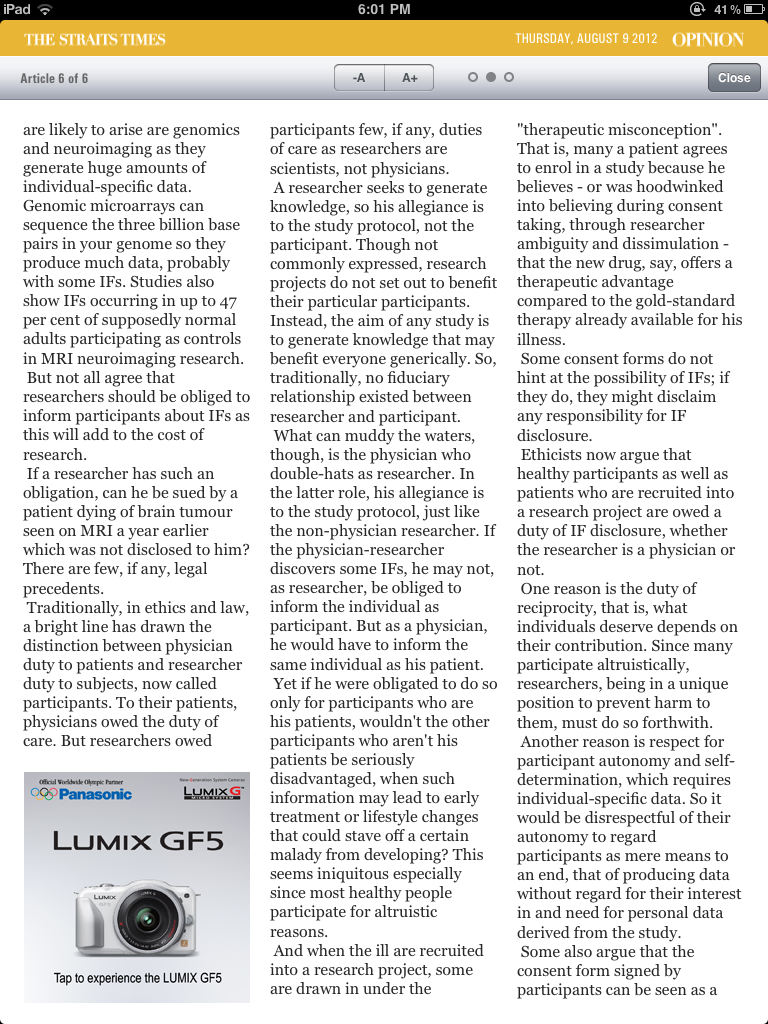 iPad
6:01 PM
41 %
THE STRAITS TIMES
THURSDAY, AUGUST 9 2012
OPINION
Article 6 of 6
-A
A+
Close
are likely to arise are genomics
and neuroimaging as they
generate huge amounts of
individual-specific data.
Genomic microarrays can
sequence the three billion base
pairs in your genome so they
produce much data, probably
with some IFs. Studies also
show IFs occurring in up to 47
per cent of supposedly normal
adults participating as controls
in MRI neuroimaging research.
But not all agree that
researchers should be obliged to
inform participants about IFs as
this will add to the cost of
research.
If a researcher has such an
obligation, can he be sued by a
patient dying of brain tumour
seen on MRI a year earlier
which was not disclosed to him?
There are few, if any, legal
precedents.
Traditionally, in ethics and law,
a bright line has drawn the
distinction between physician
duty to patients and researcher
duty to subjects, now called
participants. To their patients,
physicians owed the duty of
care. But researchers owed
Official Worldwide Olympic Partner
Panasonic
New-Generation System Cameras
LUMIX G
MICRO SYSTEM
LUMIX GF5
LUMIX
Tap to experience the LUMIX GF5
participants few, if any, duties
of care as researchers are
scientists, not physicians.
A researcher seeks to generate
knowledge, so his allegiance is
to the study protocol, not the
participant. Though not
commonly expressed, research
projects do not set out to benefit
their particular participants.
Instead, the aim of any study is
to generate knowledge that may
benefit everyone generically. So,
traditionally, no fiduciary
relationship existed between
researcher and participant.
What can muddy the waters,
though, is the physician who
double-hats as researcher. In
the latter role, his allegiance is
to the study protocol, just like
the non-physician researcher. If
the physician-researcher
discovers some IFs, he may not,
as researcher, be obliged to
inform the individual as
participant. But as a physician,
he would have to inform the
same individual as his patient.
Yet if he were obligated to do so
only for participants who are
his patients, wouldn't the other
participants who aren't his
patients be seriously
disadvantaged, when such
information may lead to early
treatment or lifestyle changes
that could stave off a certain
malady from developing? This
seems iniquitous especially
since most healthy people
participate for altruistic
reasons.
And when the ill are recruited
into a research project, some
are drawn in under the
"therapeutic misconception".
That is, many a patient agrees
to enrol in a study because he
believes - or was hoodwinked
into believing during consent
taking, through researcher
ambiguity and dissimulation -
that the new drug, say, offers a
therapeutic advantage
compared to the gold-standard
therapy already available for his
illness.
Some consent forms do not
hint at the possibility of IFs; if
they do, they might disclaim
any responsibility for IF
disclosure.
Ethicists now argue that
healthy participants as well as
patients who are recruited into
a research project are owed a
duty of IF disclosure, whether
the researcher is a physician or
not.
One reason is the duty of
reciprocity, that is, what
individuals deserve depends on
their contribution. Since many
participate altruistically,
researchers, being in a unique
position to prevent harm to
them, must do so forthwith.
Another reason is respect for
participant autonomy and self-
determination, which requires
individual-specific data. So it
would be disrespectful of their
autonomy to regard
participants as mere means to
an end, that of producing data
without regard for their interest
in and need for personal data
derived from the study.
Some also argue that the
consent form signed by
participants can be seen as a